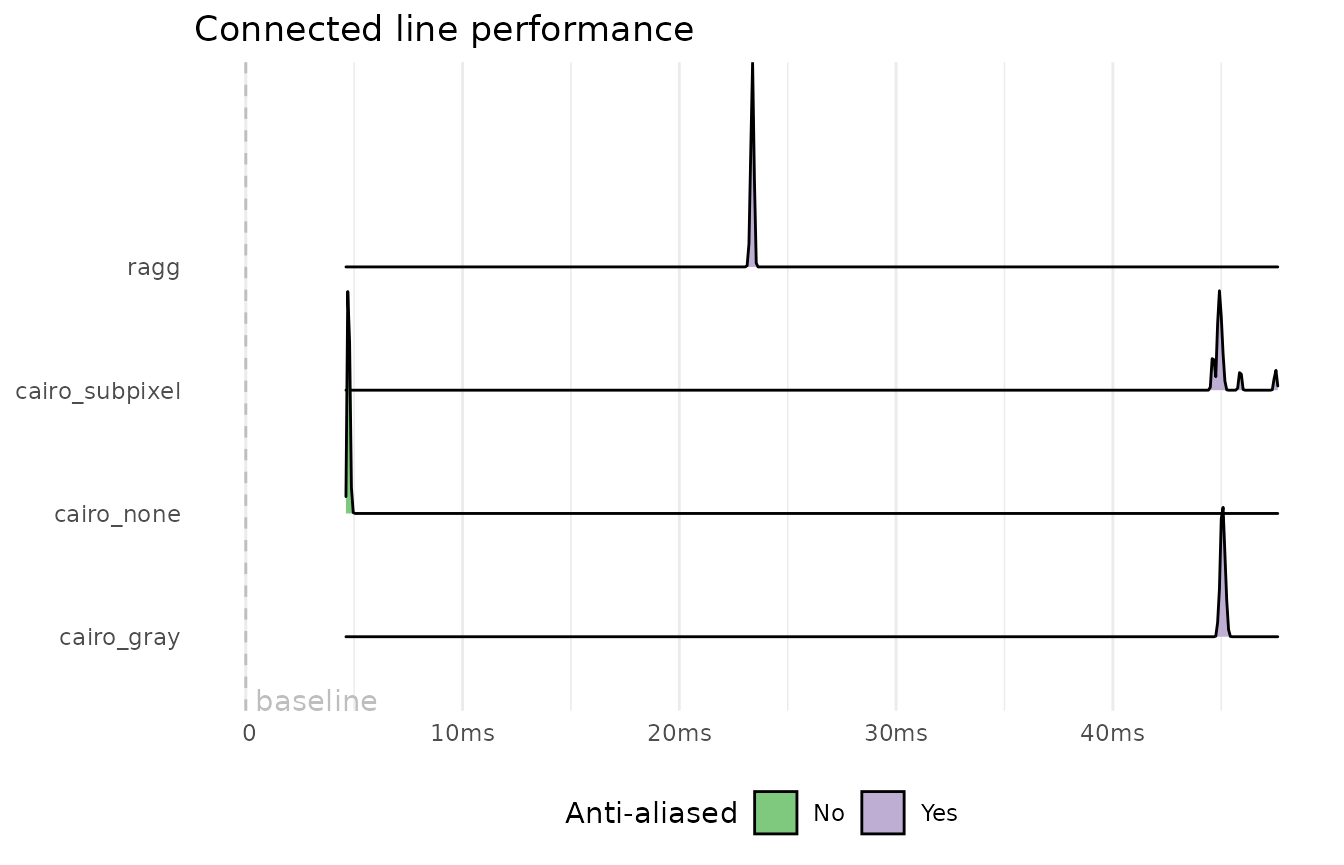 Connected line performance
ragg
cairo_subpixel
cairo_none
cairo_gray
baseline
0 10ms 20ms 30ms 40ms
Anti-aliased No Yes